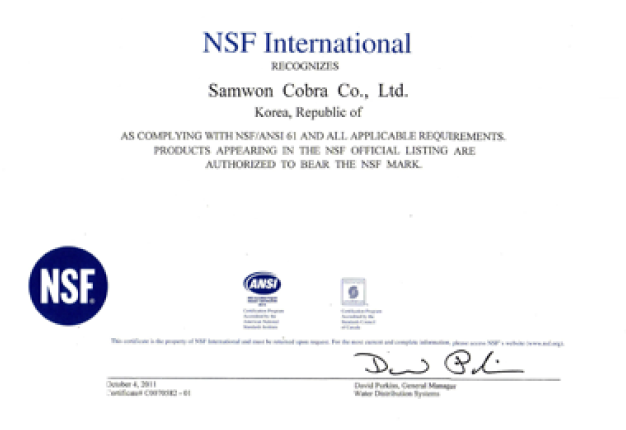 NSF International
RECOGNIZES
Samwon Cobra Co., Ltd.
Korea, Republic of
AS COMPLYING WITH NSF/ANSI 61 AND ALL APPLICABLE REQUIREMENTS.
PRODUCTS APPEARING IN THE NSF OFFICIAL LISTING ARE
AUTHORIZED TO BEAR THE NSF MARK.
NSF®
ANSI
Certification Program
Accredited by the
American National
Standards Institute
Certification Program
Accredited by the
Standards Council
of Canada
This certificate is the property of NSF International and must be returned upon request. For the most current and complete information, please access NSF's website (www.nsf.org).
October 4, 2011
Certificate# C0070382 - 01
David Purkiss, General Manager
Water Distribution Systems